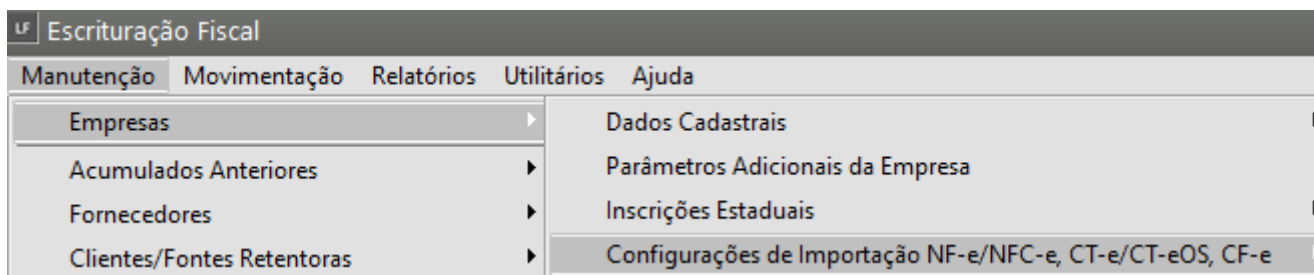 LF Escrituração Fiscal
Manutenção Movimentação Relatórios Utilitários Ajuda
Empresas
Acumulados Anteriores
Fornecedores
Clientes/Fontes Retentoras
Dados Cadastrais
Parâmetros Adicionais da Empresa
Inscrições Estaduais
Configurações de Importação NF-e/NFC-e, CT-e/CT-eOS, CF-e